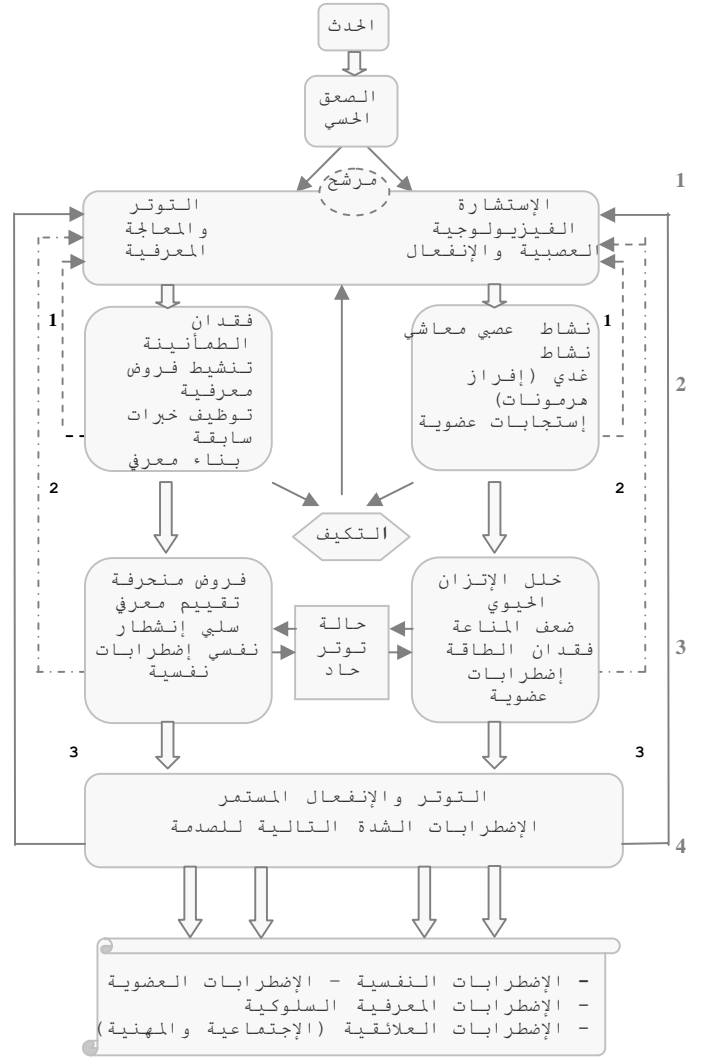 الحدث
الصعق
الحسي
مرشح
1
الإستشارة
الفيزيولوجية
العصبية والإنفعال
التوتر
والمعالجة
المعرفية
1
1
نشاط عصبي معاشي
نشاط
غدي (إفراز
هرمونات)
إستجابات عضوية
فقدان
الطمأنينة
تنشيط فروض
معرفية
توظيف خبرات
سابقة
بناء معرفي
2
2
2
التكيف
خلل الإتزان
الحيوي
ضعف المناعة
فقدان الطاقة
إضطرابات
عضوية
حالة
توتر
حاد
فروض منحرفة
تقييم معرفي
سلبي إنشطار
نفسي إضطرابات
نفسية
3
3
3
التوتر والإنفعال المستمر
الإضطرابات الشدة التالية للصدمة
4
- الإضطرابات النفسية – الإضطرابات العضوية
– الإضطرابات المعرفية السلوكية
– الإضطرابات العلائقية (الإجتماعية والمهنية)